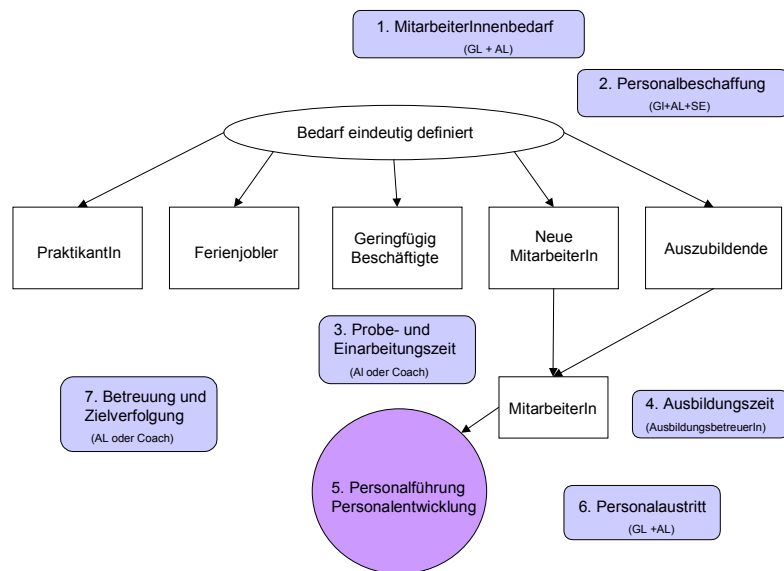 1. MitarbeiterInnenbedarf
(GL + AL)
2. Personalbeschaffung
(Gl+AL+SE)
Bedarf eindeutig definiert
PraktikantIn
Ferienjobler
Geringfügig
Beschäftigte
Neue
MitarbeiterIn
Auszubildende
3. Probe- und
Einarbeitungszeit
(Al oder Coach)
7. Betreuung und
Zielverfolgung
(AL oder Coach)
MitarbeiterIn
4. Ausbildungszeit
(AusbildungsbetreuerIn)
5. Personalführung
Personalentwicklung
6. Personalaustritt
(GL +AL)